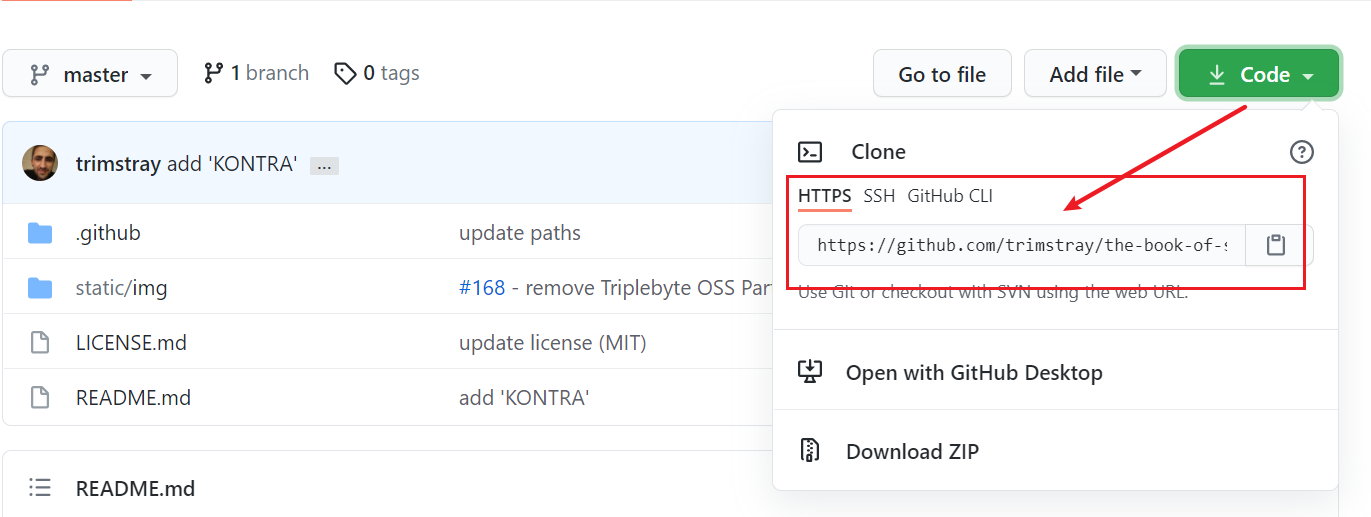 master 1 branch 0 tags Go to file Add file Code
trimstray add 'KONTRA' ...
Clone
HTTPS SSH GitHub CLI
https://github.com/trimstray/the-book-of-s
Use Git or checkout with SVN using the web URL.
Open with GitHub Desktop
Download ZIP
.github update paths
static/img #168 - remove Triplebyte OSS Par
LICENSE.md update license (MIT)
README.md add 'KONTRA'
README.md